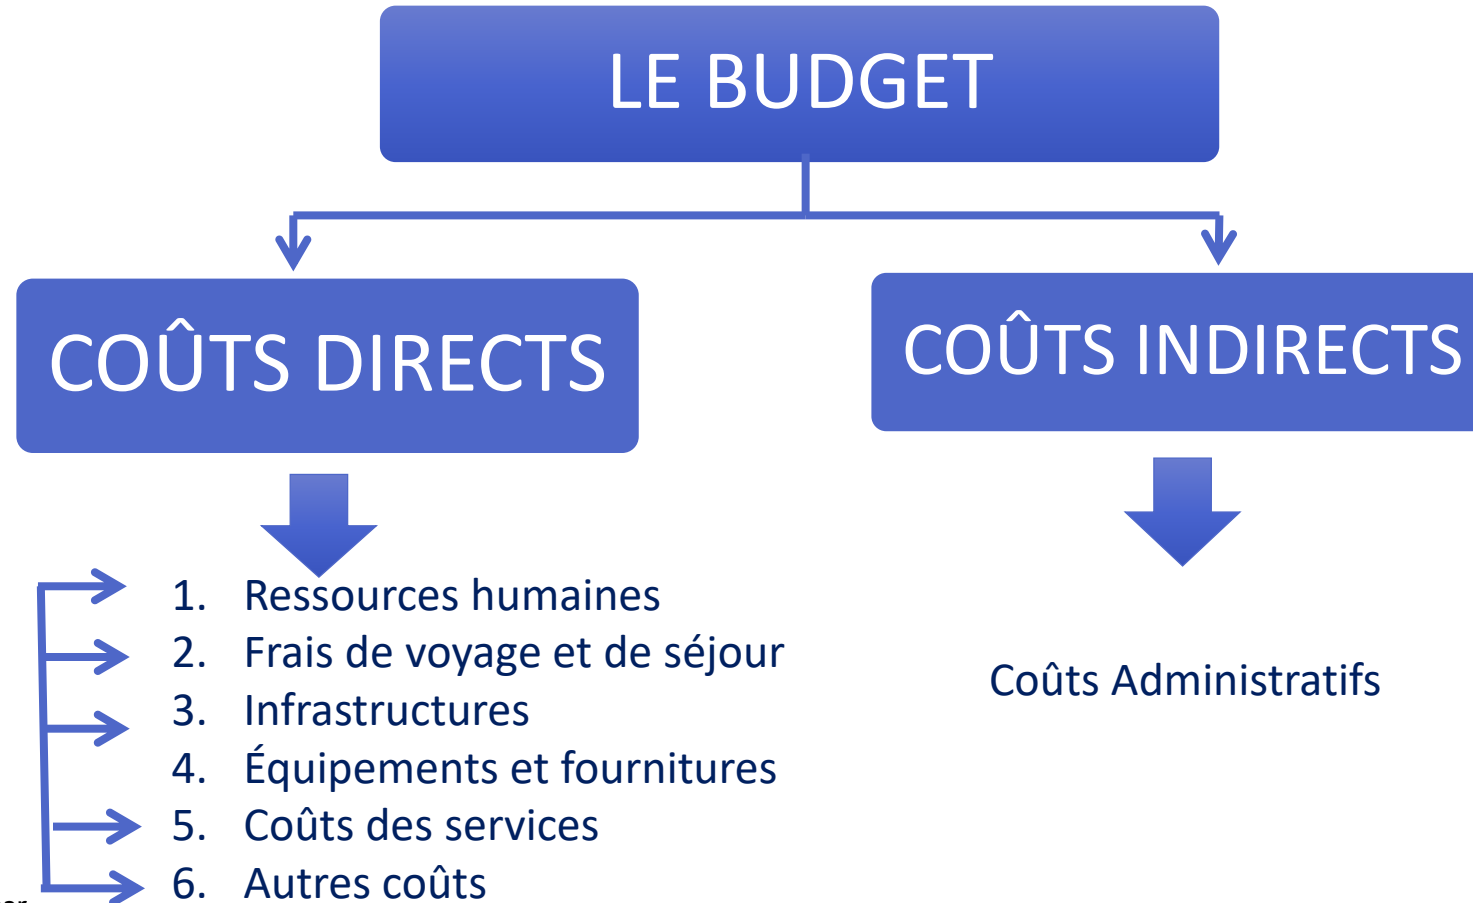 LE BUDGET
COÛTS DIRECTS
COÛTS INDIRECTS
1. Ressources humaines
2. Frais de voyage et de séjour
3. Infrastructures
4. Équipements et fournitures
5. Coûts des services
6. Autres coûts
Coûts Administratifs